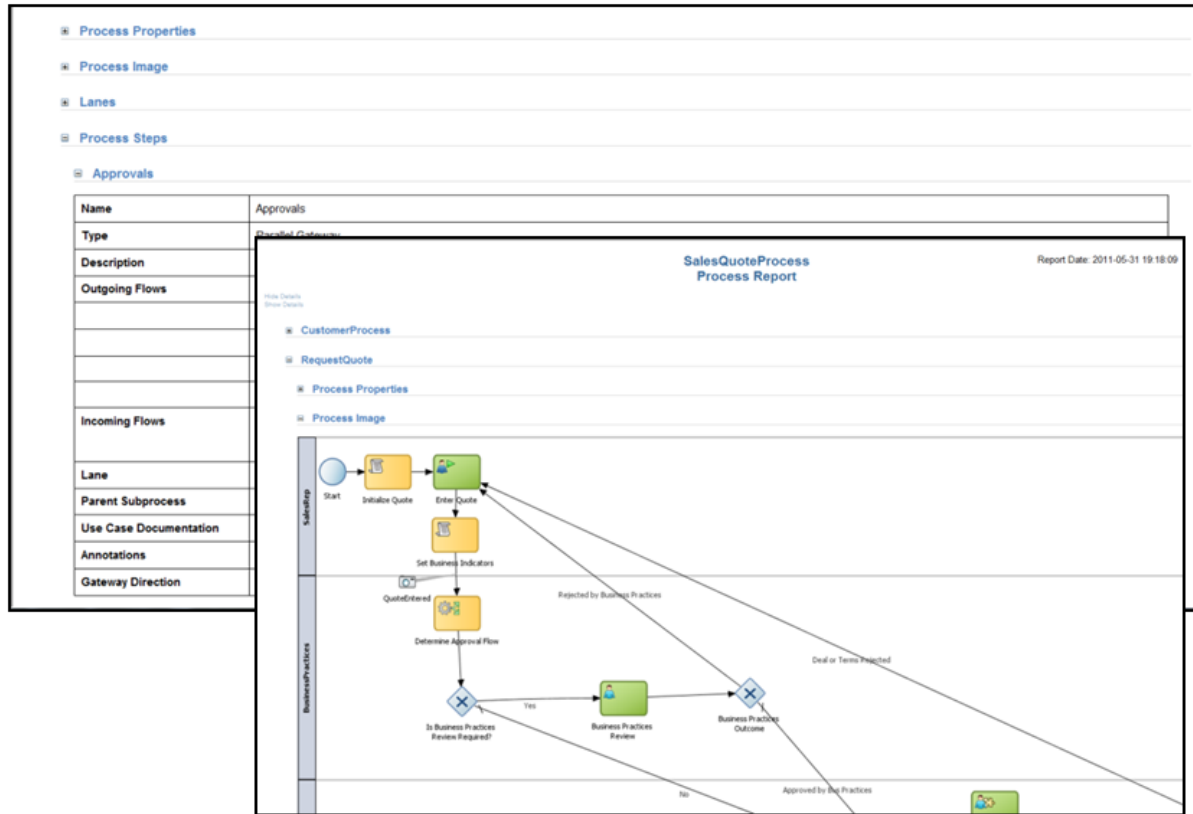 Process Properties
Process Image
Lanes
Process Steps
Approvals
Name Approvals
Type Parallel Gateway
Description
Outgoing Flows
Incoming Flows
Lane
Parent Subprocess
Use Case Documentation
Annotations
Gateway Direction
SalesQuoteProcess
Process Report
Report Date: 2011-05-31 19:18:09
Hide Details
Show Details
CustomerProcess
RequestQuote
Process Properties
Process Image
SalesRep
Start
Initialize Quote
Enter Quote
Set Business Indicators
BusinessPractices
QuoteEntered
Rejected by Business Practices
Determine Approval Flow
Deal or Terms Rejected
Yes
Is Business Practices
Review Required?
Business Practices
Review
Business Practices
Outcome
No
Approved by Bus Practices